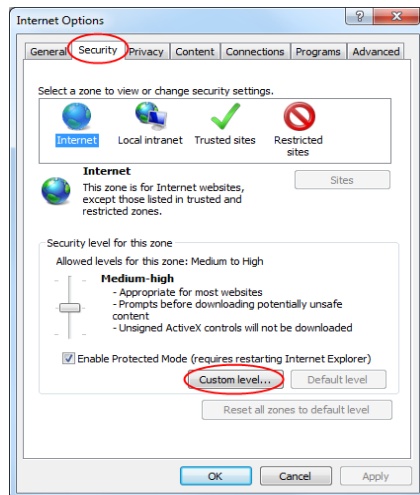 Internet Options
General Security Privacy Content Connections Programs Advanced
Select a zone to view or change security settings.
Internet Local intranet Trusted sites Restricted
sites
Internet
This zone is for Internet websites,
except those listed in trusted and
restricted zones.
Sites
Security level for this zone
Allowed levels for this zone: Medium to High
Medium-high
- Appropriate for most websites
- Prompts before downloading potentially unsafe
content
- Unsigned ActiveX controls will not be downloaded
Enable Protected Mode (requires restarting Internet Explorer)
Custom level... Default level
Reset all zones to default level
OK Cancel Apply